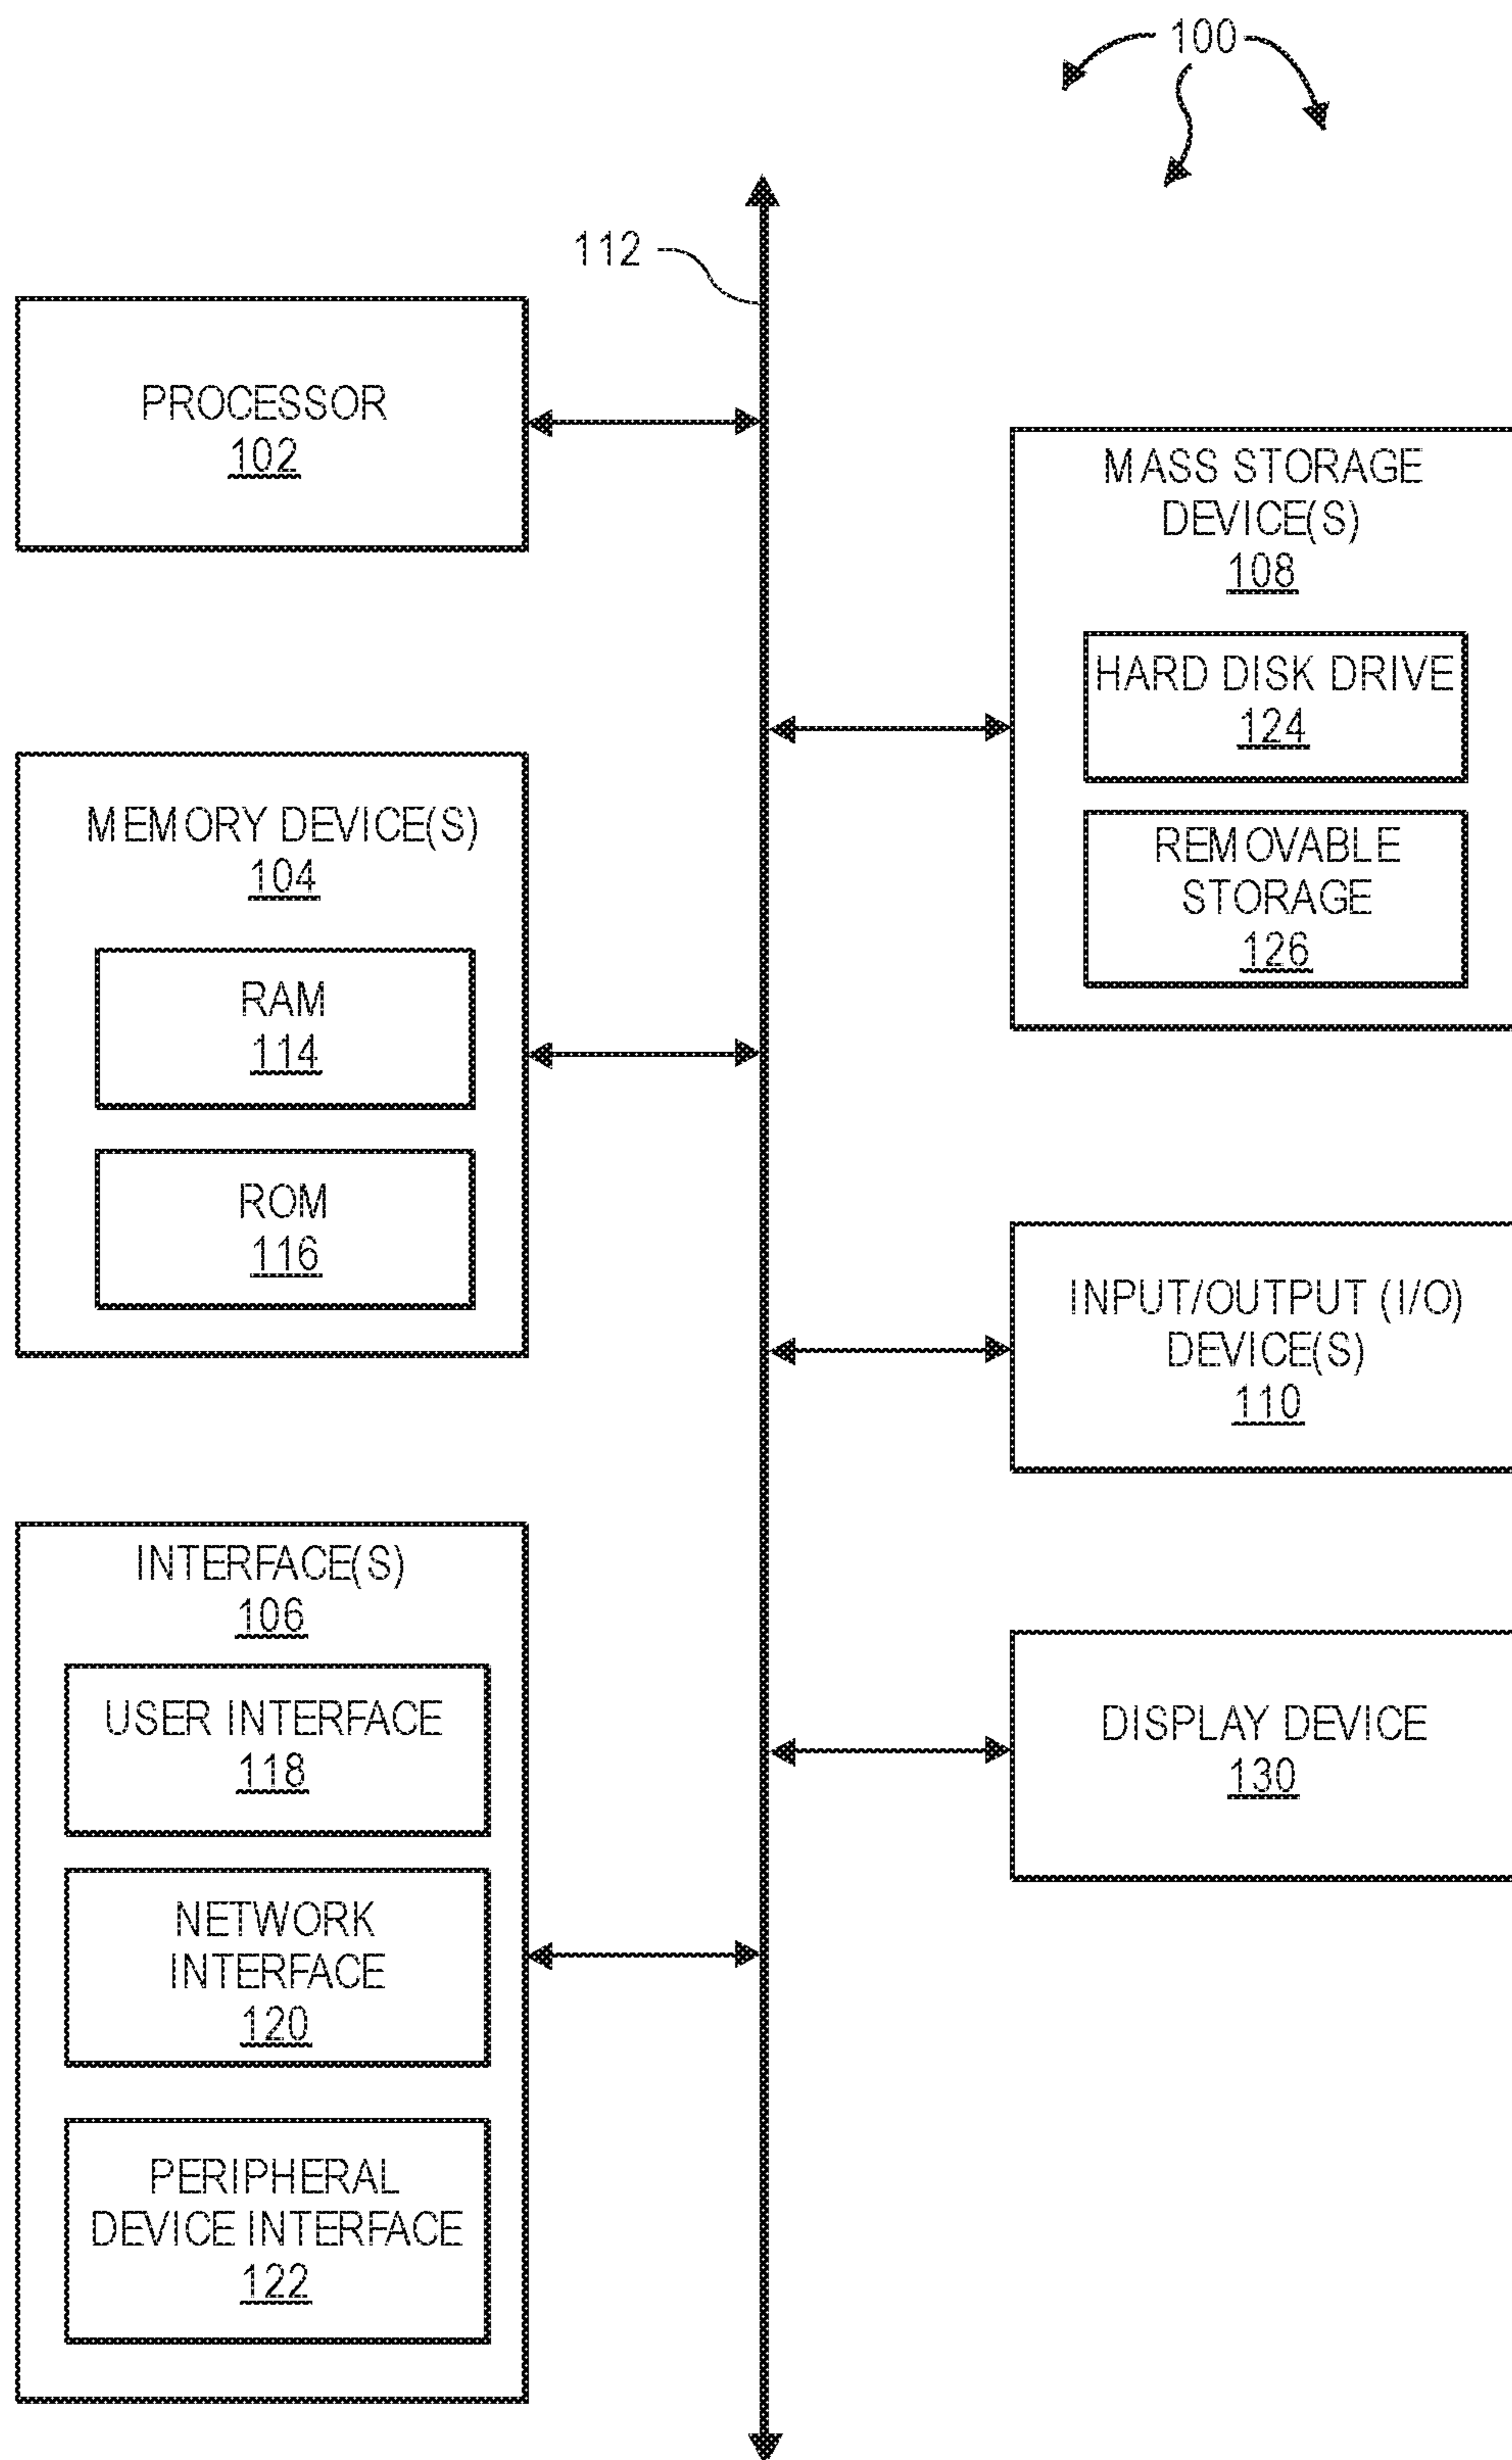 100
112
PROCESSOR
102
MEMORY DEVICE(S)
104
RAM
114
ROM
116
INTERFACE(S)
106
USER INTERFACE
118
NETWORK
INTERFACE
120
PERIPHERAL
DEVICE INTERFACE
122
MASS STORAGE
DEVICE(S)
108
HARD DISK DRIVE
124
REMOVABLE
STORAGE
126
INPUT/OUTPUT (I/O)
DEVICE(S)
110
DISPLAY DEVICE
130